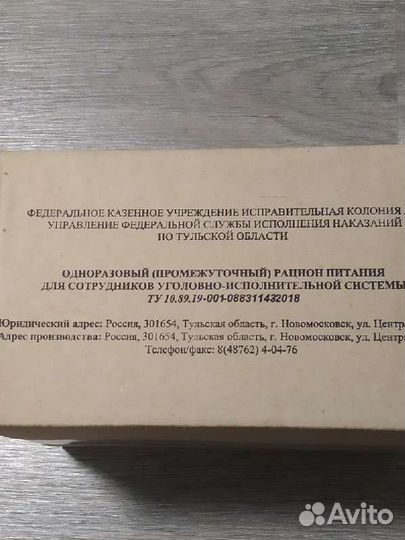 ФЕДЕРАЛЬНОЕ КАЗЕННОЕ УЧРЕЖДЕНИЕ ИСПРАВИТЕЛЬНАЯ КОЛОНИЯ
УПРАВЛЕНИЕ ФЕДЕРАЛЬНОЙ СЛУЖБЫ ИСПОЛНЕНИЯ НАКАЗАНИЙ
ПО ТУЛЬСКОЙ ОБЛАСТИ
ОДНОРАЗОВЫЙ (ПРОМЕЖУТОЧНЫЙ) РАЦИОН ПИТАНИЯ
ДЛЯ СОТРУДНИКОВ УГОЛОВНО-ИСПОЛНИТЕЛЬНОЙ СИСТЕМЫ
ТУ 10.89.19-001-088311432018
Юридический адрес: Россия, 301654, Тульская область, г. Новомосковск, ул. Центр
Адрес производства: Россия, 301654, Тульская область, г. Новомосковск, ул. Центр
Телефон/факс: 8(48762) 4-04-76
Avito